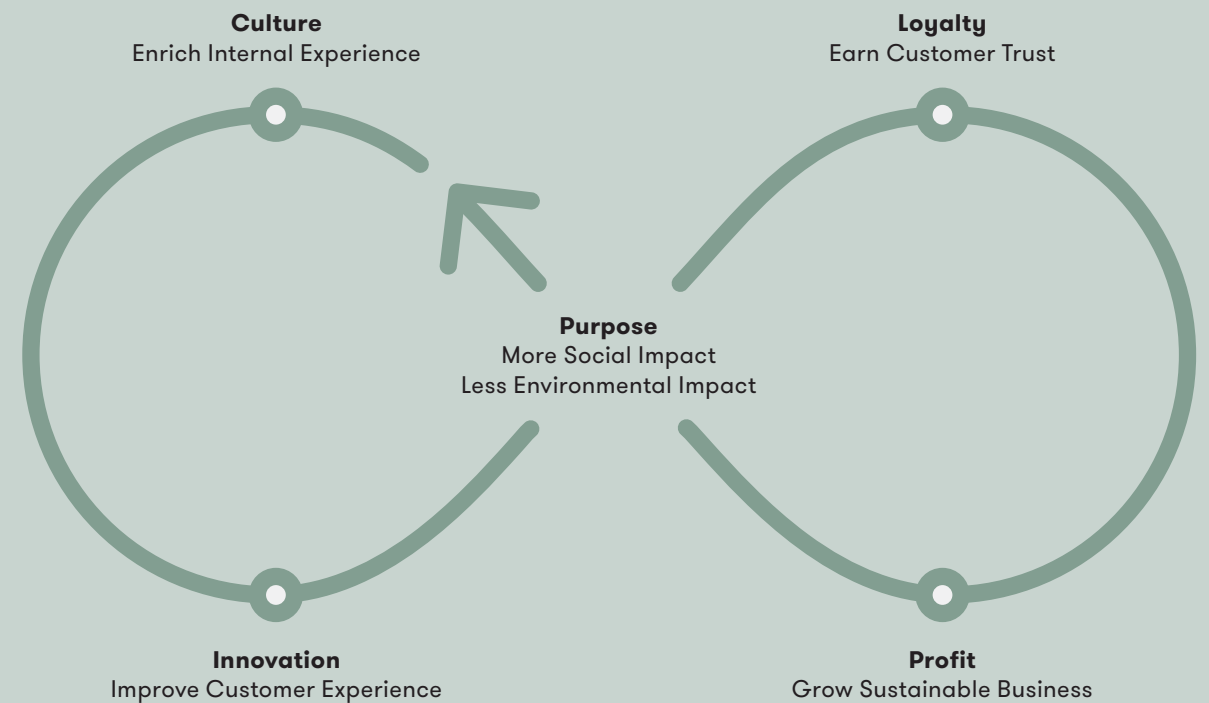 Culture
Enrich Internal Experience
Loyalty
Earn Customer Trust
Purpose
More Social Impact
Less Environmental Impact
Innovation
Improve Customer Experience
Profit
Grow Sustainable Business